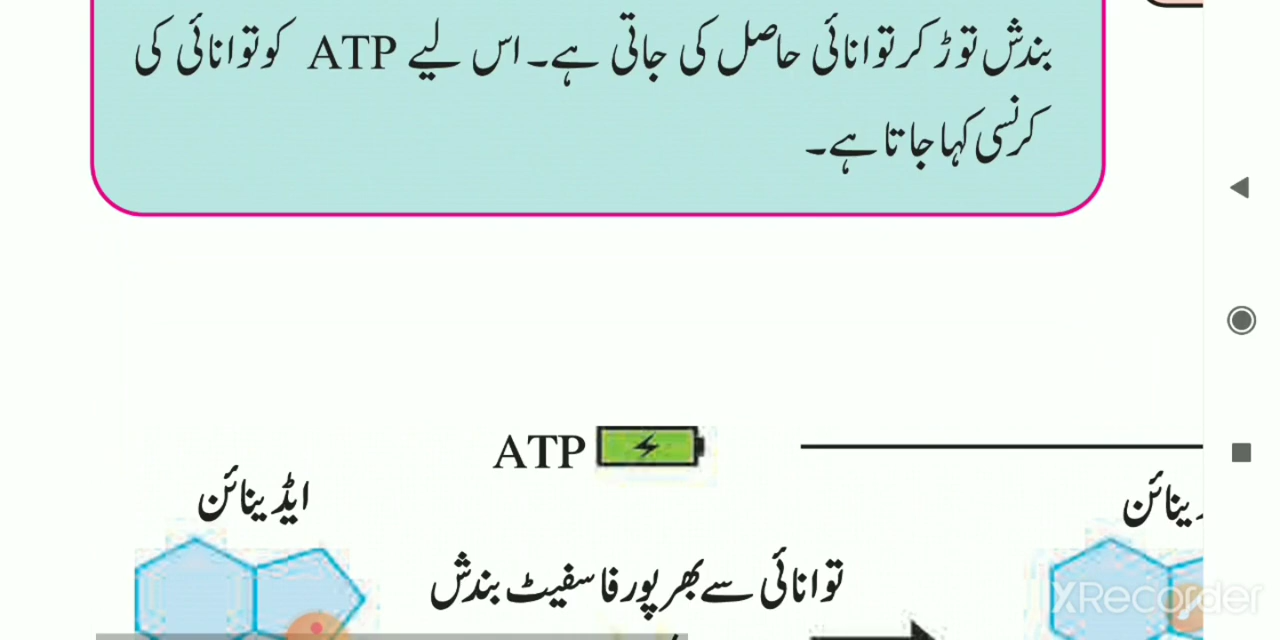 بندش توڑ کر توانائی حاصل کی جاتی ہے۔ اس لیے ATP کو توانائی کی
کرنسی کہا جاتا ہے۔
ATP
ایڈینائن
دینائن
توانائی سے بھرپور فاسفیٹ بندش
XRecorder